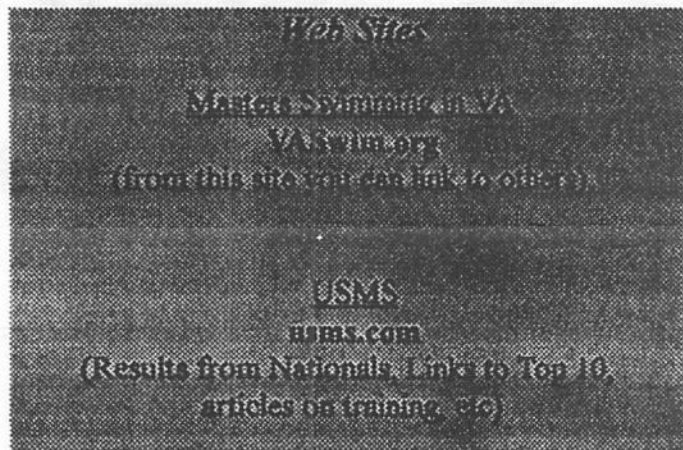 Web Sites
Masters Swimming in VA
VASwim.org
(from this site you can link to others)
USMS
usms.com
(Results from Nationals, Links to Top 10,
articles on training, etc)